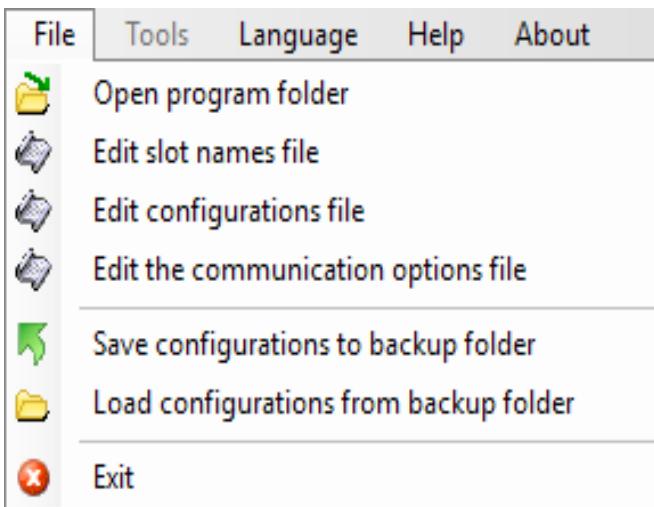 File Tools Language Help About
Open program folder
Edit slot names file
Edit configurations file
Edit the communication options file
Save configurations to backup folder
Load configurations from backup folder
Exit